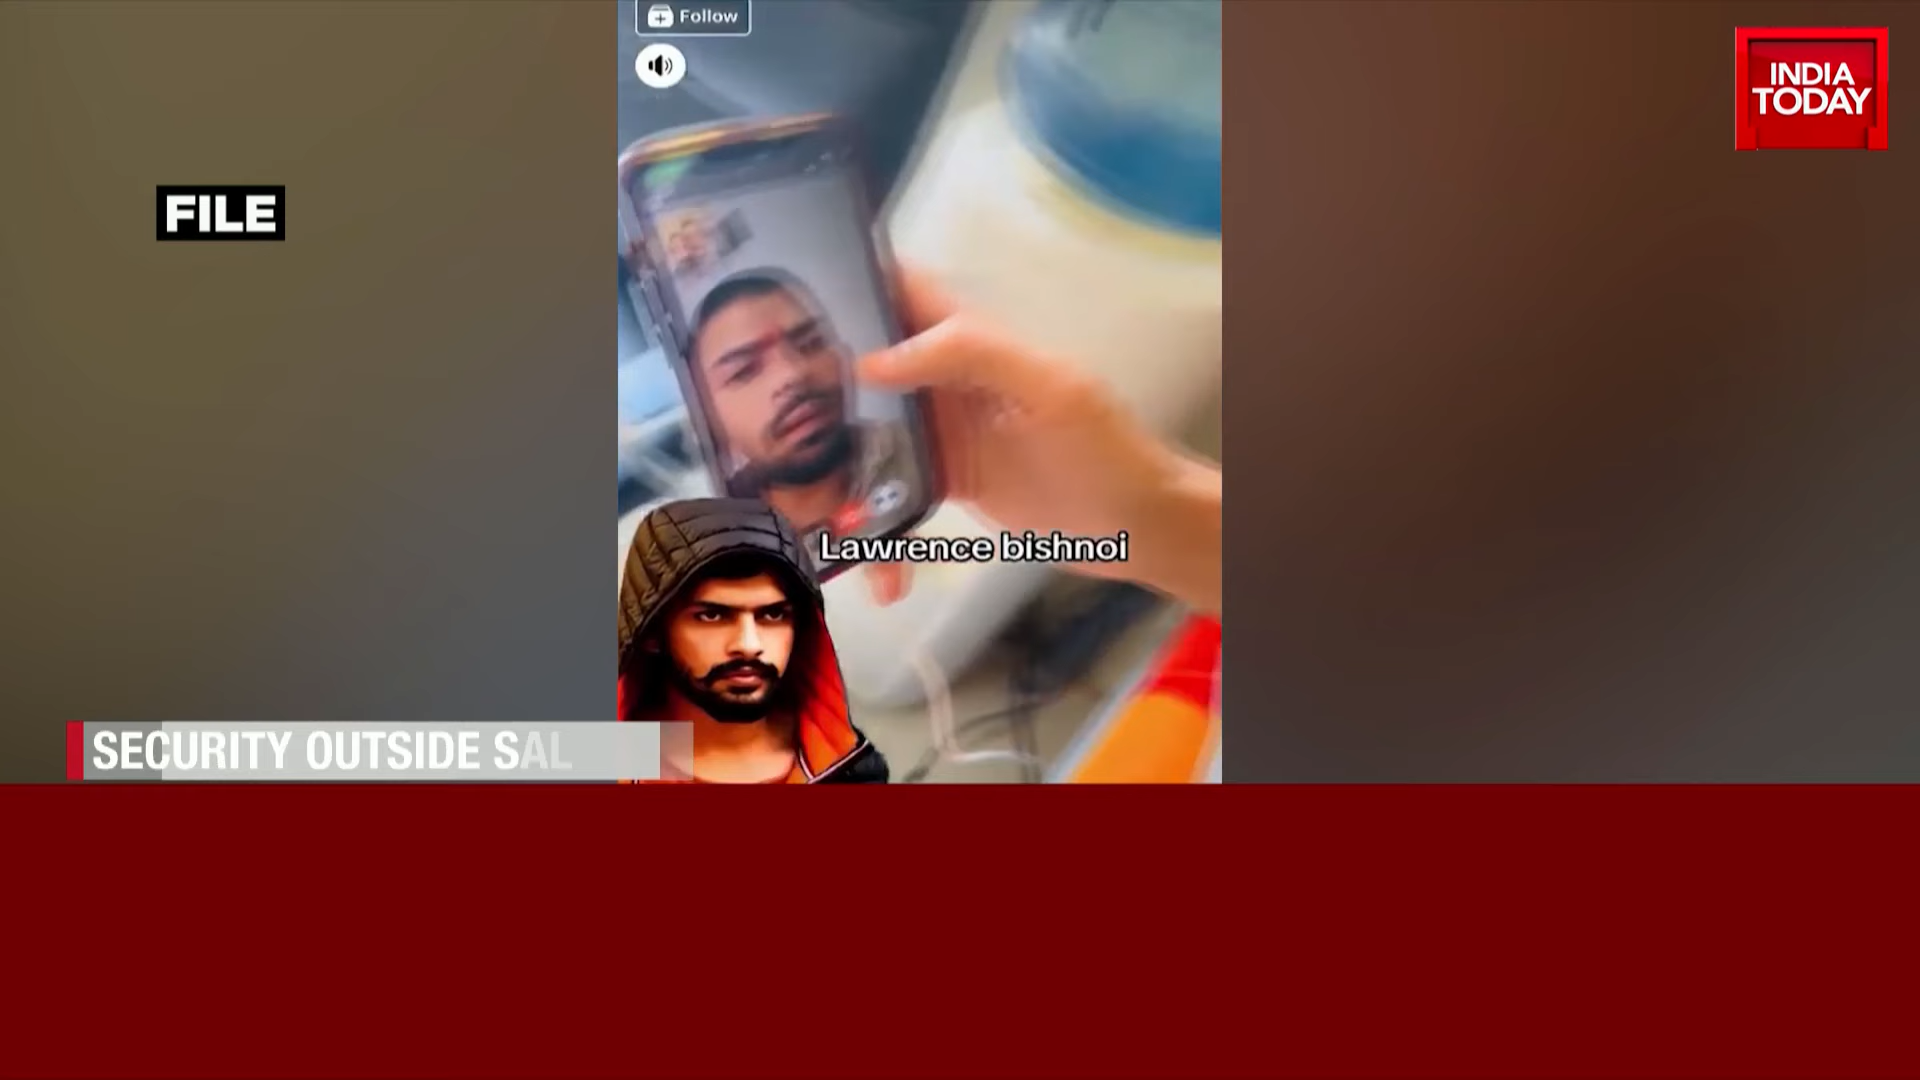 Follow
INDIA
TODAY
FILE
Lawrence bishnoi
SECURITY OUTSIDE SAL